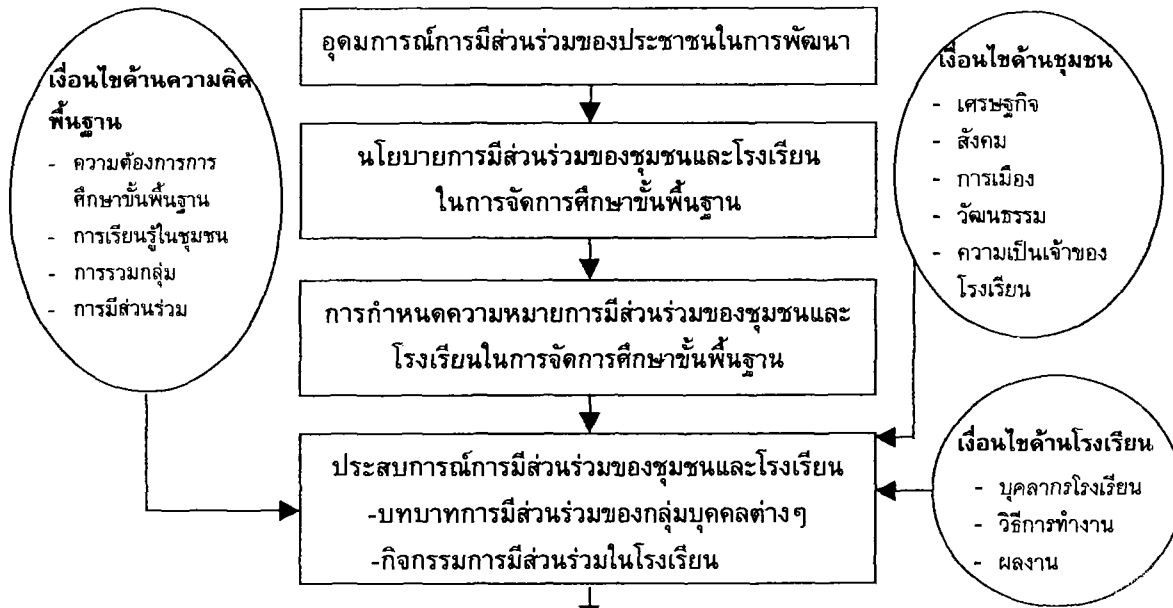 อุดมการณ์การมีส่วนร่วมของประชาชนในการพัฒนา
เงื่อนไขด้านความคิด
พื้นฐาน
- ความต้องการการ
ศึกษาขั้นพื้นฐาน
- การเรียนรู้ในชุมชน
- การรวมกลุ่ม
- การมีส่วนร่วม
นโยบายการมีส่วนร่วมของชุมชนและโรงเรียน
ในการจัดการศึกษาขั้นพื้นฐาน
เงื่อนไขด้านชุมชน
- เศรษฐกิจ
- สังคม
- การเมือง
- วัฒนธรรม
- ความเป็นเจ้าของ
โรงเรียน
การกำหนดความหมายการมีส่วนร่วมของชุมชนและ
โรงเรียนในการจัดการศึกษาขั้นพื้นฐาน
ประสบการณ์การมีส่วนร่วมของชุมชนและโรงเรียน
-บทบาทการมีส่วนร่วมของกลุ่มบุคคลต่างๆ
-กิจกรรมการมีส่วนร่วมในโรงเรียน
เงื่อนไขด้านโรงเรียน
- บุคลากรโรงเรียน
- วิธีการทำงาน
- ผลงาน